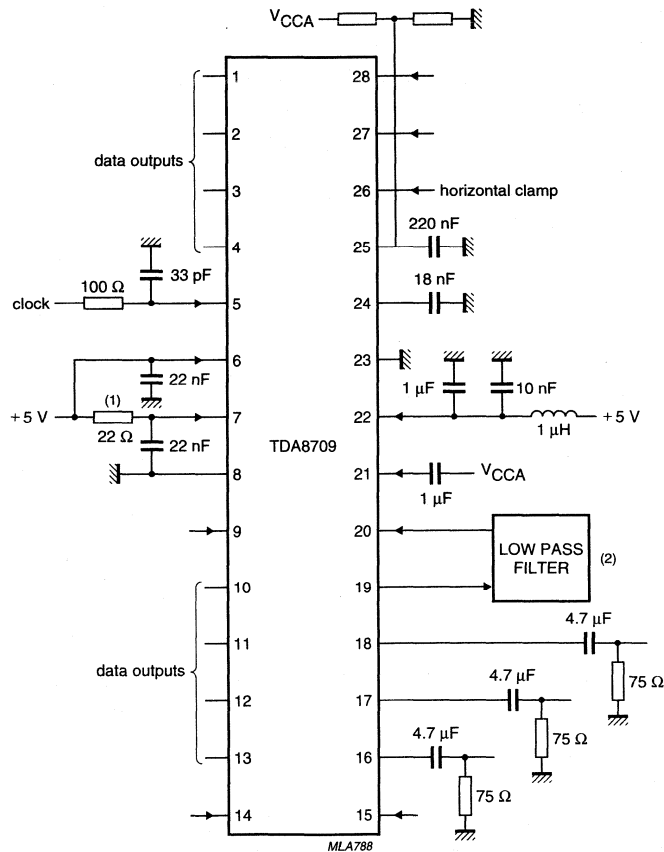 V_CCA
1 28
2 27
data outputs
3 26 horizontal clamp
220 nF
4 25
33 pF 18 nF
100 Ω
clock 5 24
6 23
22 nF 1 µF 10 nF
(1)
+5 V 7 22 +5 V
22 Ω 1 µH
22 nF TDA8709
8 21 V_CCA
1 µF
9 20
LOW PASS
FILTER (2)
10 19
4.7 µF
11 18
data outputs 4.7 µF 75 Ω
12 17
4.7 µF 75 Ω
13 16
75 Ω
14 15
MLA788